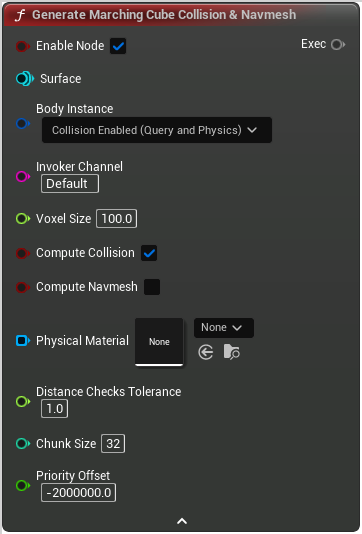 Generate Marching Cube Collision & Navmesh
Enable Node
Exec
Surface
Body Instance
Collision Enabled (Query and Physics)
Invoker Channel
Default
Voxel Size 100.0
Compute Collision
Compute Navmesh
Physical Material None None
Distance Checks Tolerance
1.0
Chunk Size 32
Priority Offset
-2000000.0